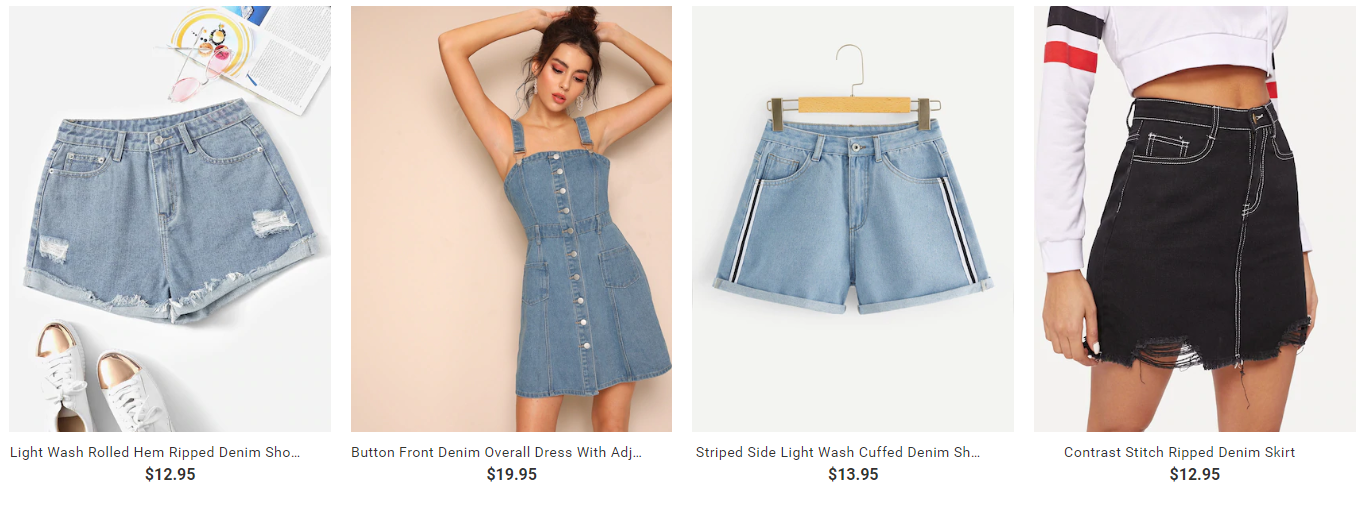 Light Wash Rolled Hem Ripped Denim Sho...
$12.95
Button Front Denim Overall Dress With Adj...
$19.95
Striped Side Light Wash Cuffed Denim Sh...
$13.95
Contrast Stitch Ripped Denim Skirt
$12.95